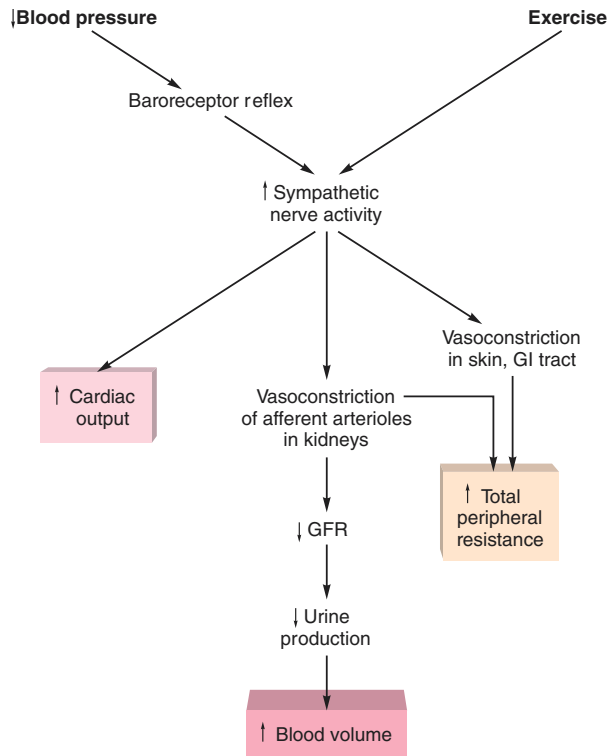 ↓Blood pressure
Exercise
Baroreceptor reflex
↑ Sympathetic
nerve activity
Vasoconstriction
in skin, GI tract
↑ Cardiac
output
Vasoconstriction
of afferent arterioles
in kidneys
↑ Total
peripheral
resistance
↓ GFR
↓ Urine
production
↑ Blood volume